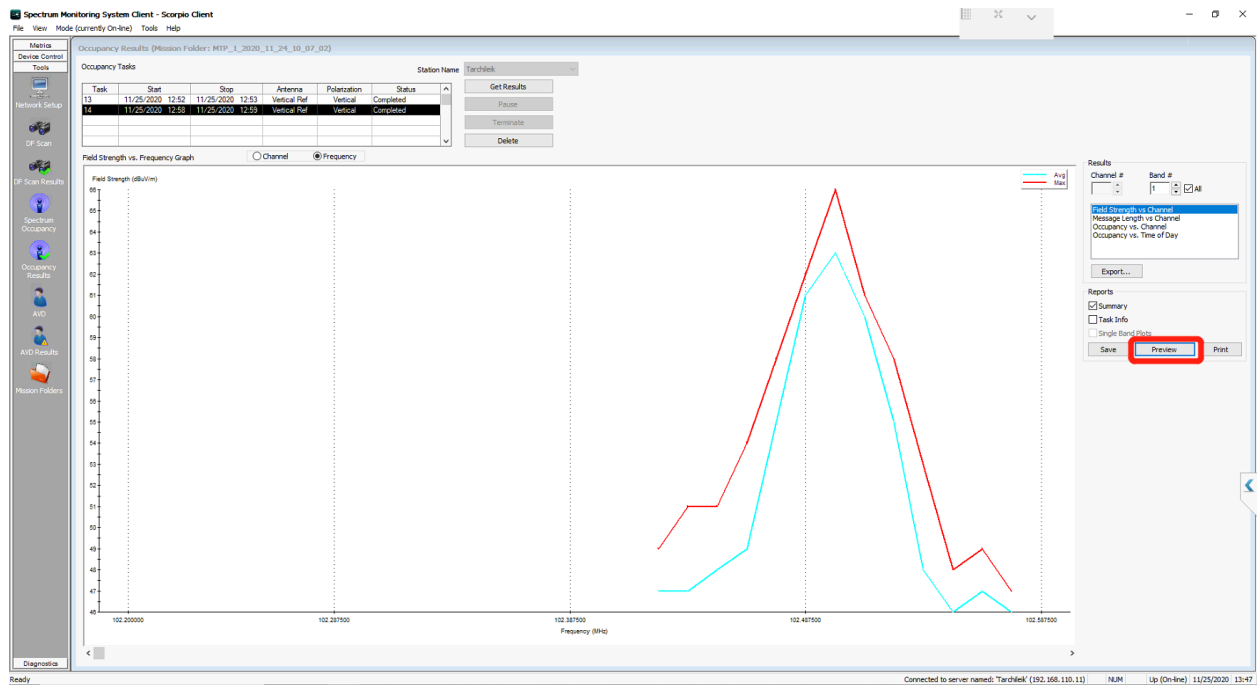 Spectrum Monitoring System Client - Scorpio Client
File View Mode (currently On-line) Tools Help
Metrics
Device Control
Tools
Network Setup
DF Scan
DF Scan Results
Spectrum
Occupancy
Occupancy
Results
AVD
AVD Results
Mission Folders
Diagnostics
Occupancy Results (Mission Folder: MTP_1_2020_11_24_10_07_02)
Occupancy Tasks
Station Name Tarchileik
Task Start Stop Antenna Polarization Status
13 11/25/2020 12:52 11/25/2020 12:53 Vertical Ref Vertical Completed
14 11/25/2020 12:58 11/25/2020 12:59 Vertical Ref Vertical Completed
Get Results
Pause
Terminate
Delete
Field Strength vs. Frequency Graph
Channel Frequency
Field Strength (dBuV/m)
Avg
Max
66
65
64
63
62
61
60
59
58
57
56
55
54
53
52
51
50
49
48
47
46
102.200000 102.287500 102.387500 102.487500 102.587500
Frequency (MHz)
Results
Channel # Band #
1 All
Field Strength vs Channel
Message Length vs Channel
Occupancy vs. Channel
Occupancy vs. Time of Day
Export...
Reports
Summary
Task Info
Single Band Plots
Save Preview Print
Ready
Connected to server named: 'Tarchileik' (192.168.110.11) NUM Up (On-line) 11/25/2020 13:47